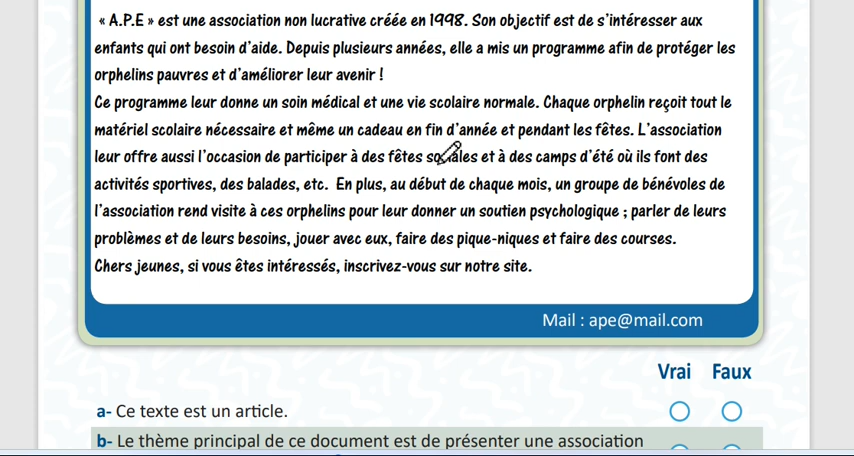 « A.P.E » est une association non lucrative créée en 1998. Son objectif est de s'intéresser aux
enfants qui ont besoin d'aide. Depuis plusieurs années, elle a mis un programme afin de protéger les
orphelins pauvres et d'améliorer leur avenir !
Ce programme leur donne un soin médical et une vie scolaire normale. Chaque orphelin reçoit tout le
matériel scolaire nécessaire et même un cadeau en fin d'année et pendant les fêtes. L'association
leur offre aussi l'occasion de participer à des fêtes sociales et à des camps d'été où ils font des
activités sportives, des balades, etc. En plus, au début de chaque mois, un groupe de bénévoles de
l'association rend visite à ces orphelins pour leur donner un soutien psychologique ; parler de leurs
problèmes et de leurs besoins, jouer avec eux, faire des pique-niques et faire des courses.
Chers jeunes, si vous êtes intéressés, inscrivez-vous sur notre site.
Mail : ape@mail.com
Vrai Faux
a- Ce texte est un article.
b- Le thème principal de ce document est de présenter une association